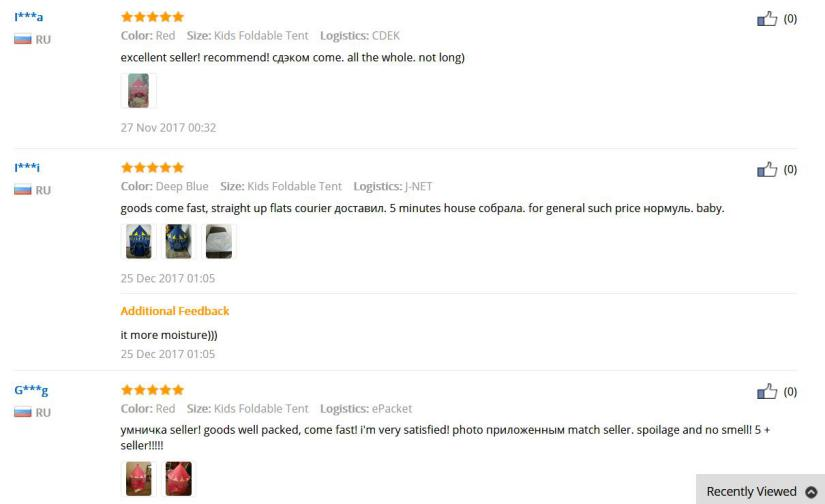 I***a
(0)
RU
Color: Red Size: Kids Foldable Tent Logistics: CDEK
excellent seller! recommend! сдэком come. all the whole. not long)
27 Nov 2017 00:32
I***i
(0)
RU
Color: Deep Blue Size: Kids Foldable Tent Logistics: J-NET
goods come fast, straight up flats courier доставил. 5 minutes house собрала. for general such price нормуль. baby.
25 Dec 2017 01:05
Additional Feedback
it more moisture)))
25 Dec 2017 01:05
G***g
(0)
RU
Color: Red Size: Kids Foldable Tent Logistics: ePacket
умничка seller! goods well packed, come fast! i'm very satisfied! photo приложенным match seller. spoilage and no smell! 5 +
seller!!!!!
Recently Viewed